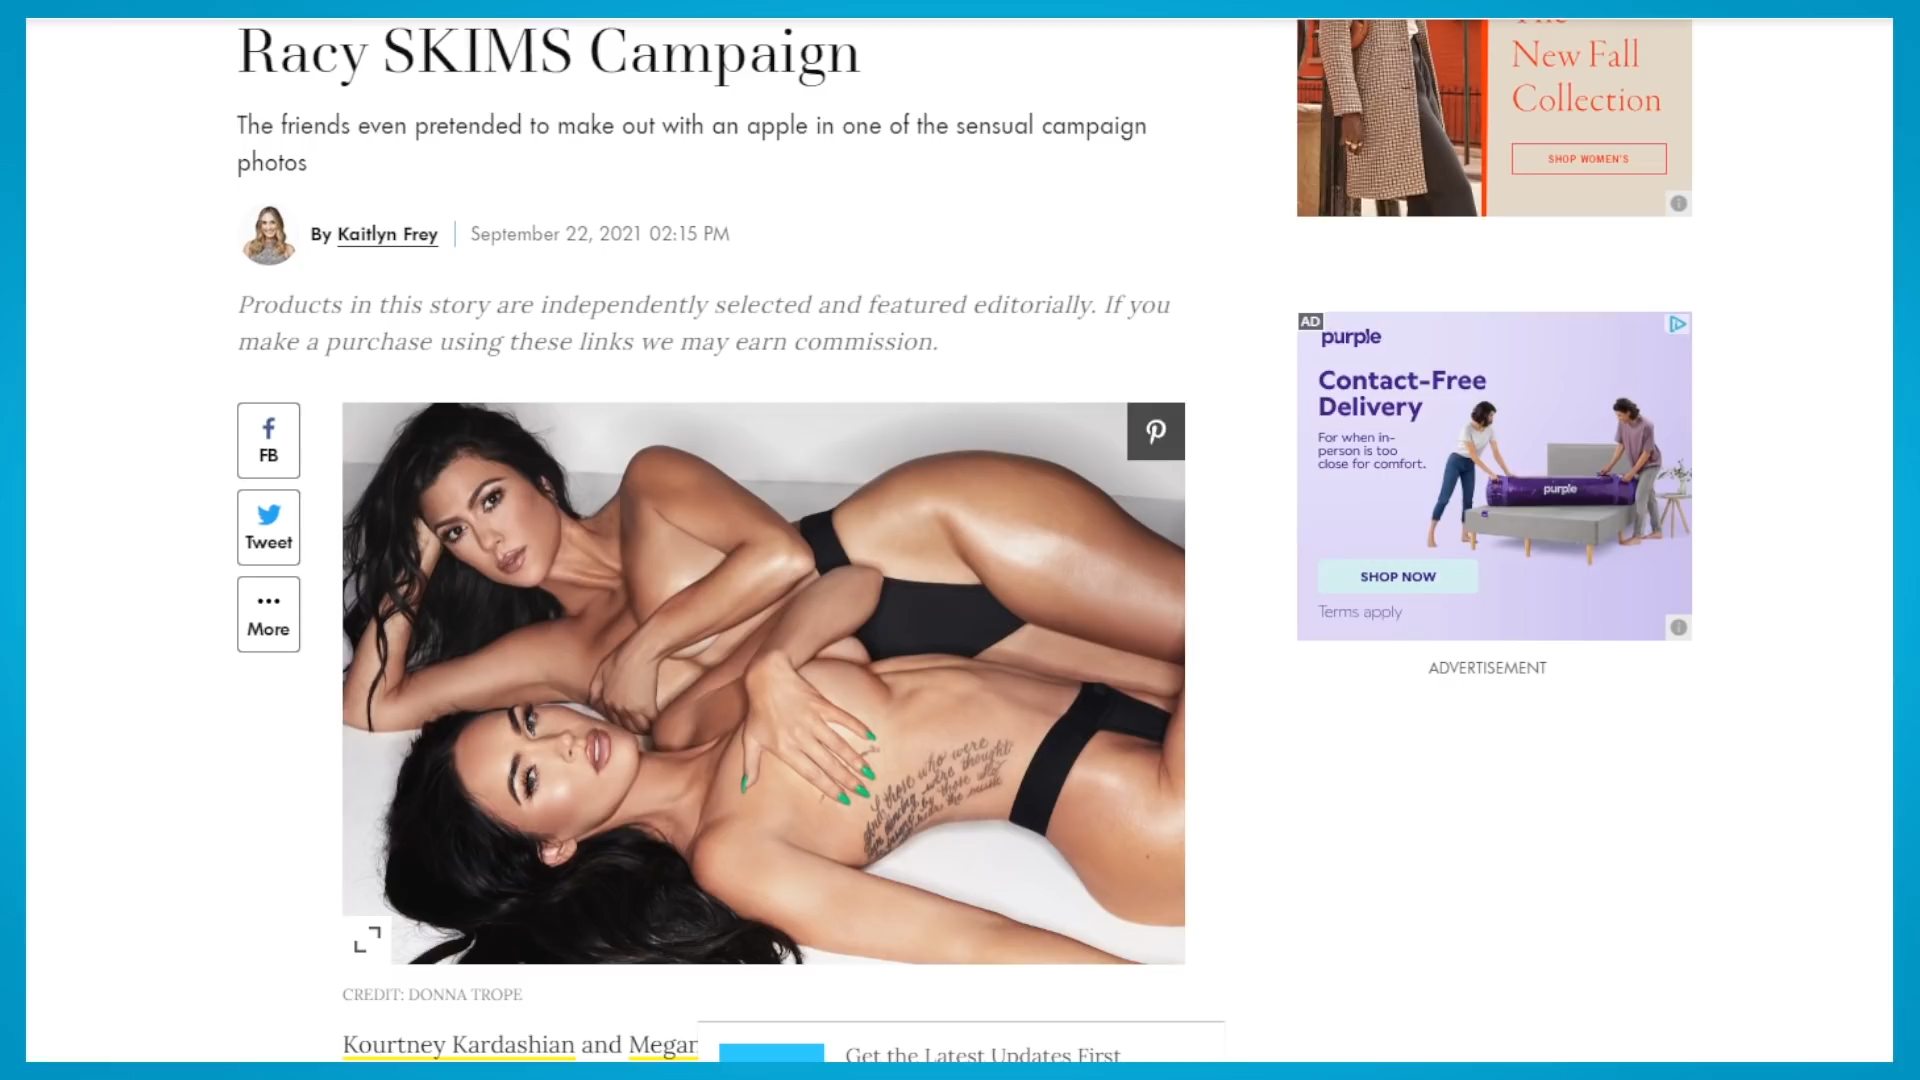 Racy SKIMS Campaign
The friends even pretended to make out with an apple in one of the sensual campaign
photos
By Kaitlyn Frey
September 22, 2021 02:15 PM
Products in this story are independently selected and featured editorially. If you
make a purchase using these links we may earn commission.
FB
Tweet
More
CREDIT: DONNA TROPE
Kourtney Kardashian and Megan
Get the Latest Updates First
The
New Fall
Collection
SHOP WOMEN'S
AD
purple
Contact-Free
Delivery
For when in-
person is too
close for comfort.
purple
SHOP NOW
Terms apply
ADVERTISEMENT